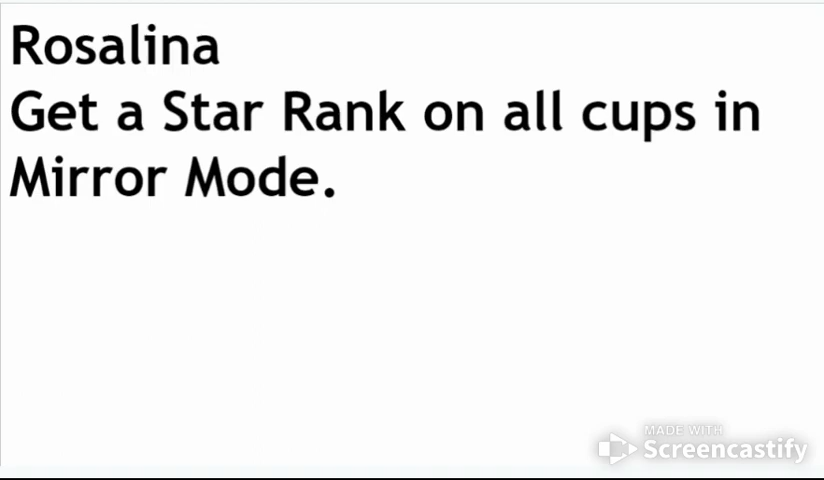 Rosalina
Get a Star Rank on all cups in
Mirror Mode.
MADE WITH
Screencastify